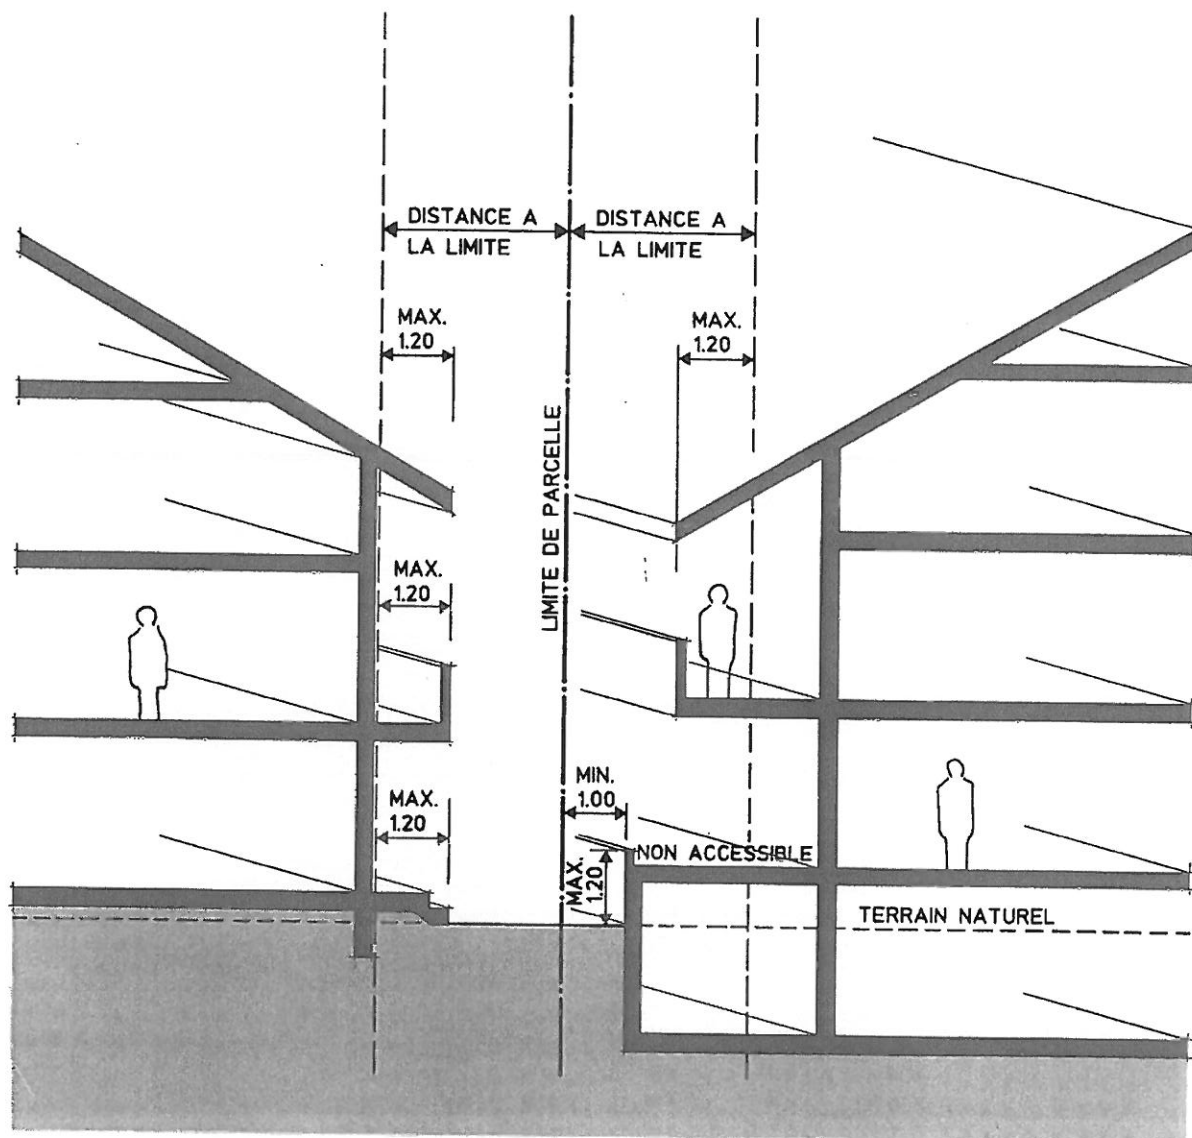 DISTANCE A
LA LIMITE
DISTANCE A
LA LIMITE
MAX.
1.20
MAX.
1.20
LIMITE DE PARCELLE
MAX.
1.20
MAX.
1.20
MIN.
1.00
NON ACCESSIBLE
MAX.
1.20
TERRAIN NATUREL